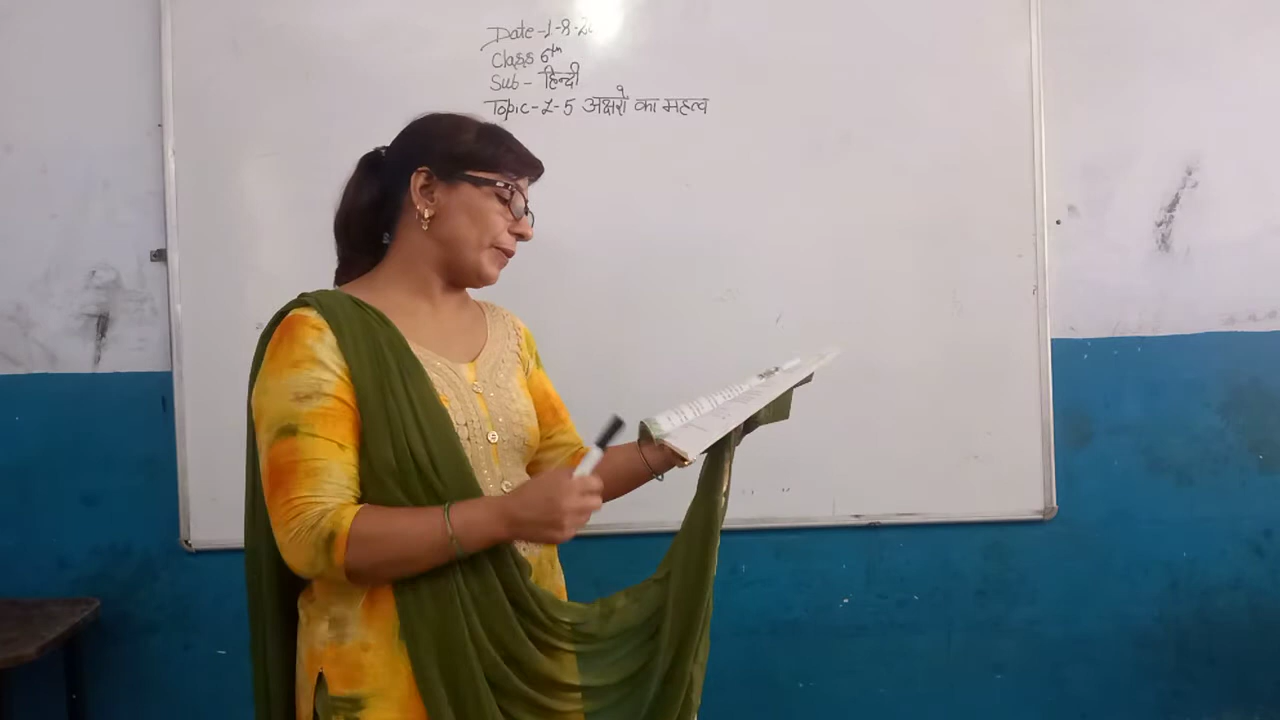 Date-1-8-2
Class 6th
Sub- हिन्दी
Topic-L-5 अक्षरों का महत्व